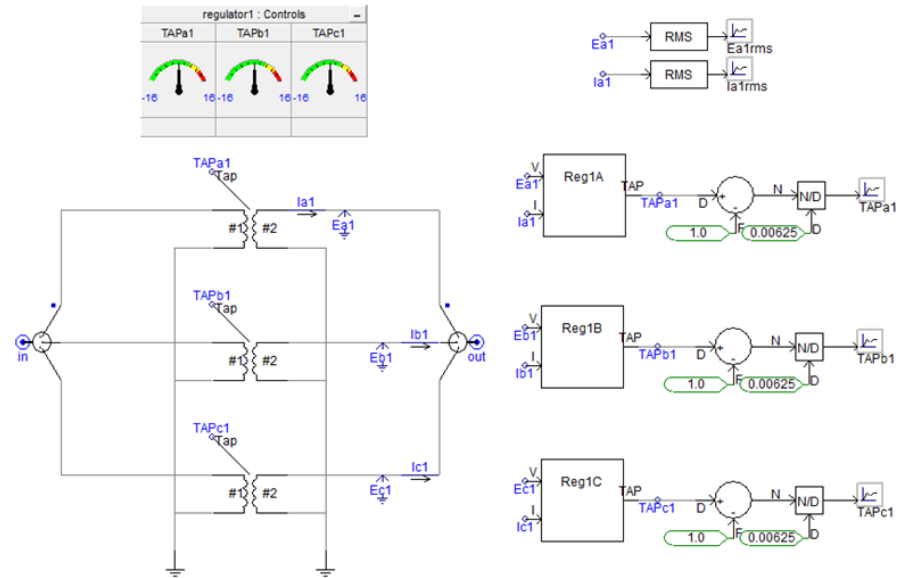 regulator1 : Controls
TAPa1 TAPb1 TAPc1
-16 16 -16 16 -16 16
Ea1 RMS Ea1rms
Ia1 RMS Ia1rms
TAPa1
Tap
Ia1
Ea1
#1 #2
TAPb1
Tap
Ib1
Eb1
#1 #2
in
out
TAPc1
Tap
Ic1
Ec1
#1 #2
V
Ea1
I
Ia1
Reg1A
TAP
TAPa1
D + - N N/D
F D
1.0 0.00625
TAPa1
V
Eb1
I
Ib1
Reg1B
TAP
TAPb1
D + - N N/D
F D
1.0 0.00625
TAPb1
V
Ec1
I
Ic1
Reg1C
TAP
TAPc1
D + - N N/D
F D
1.0 0.00625
TAPc1